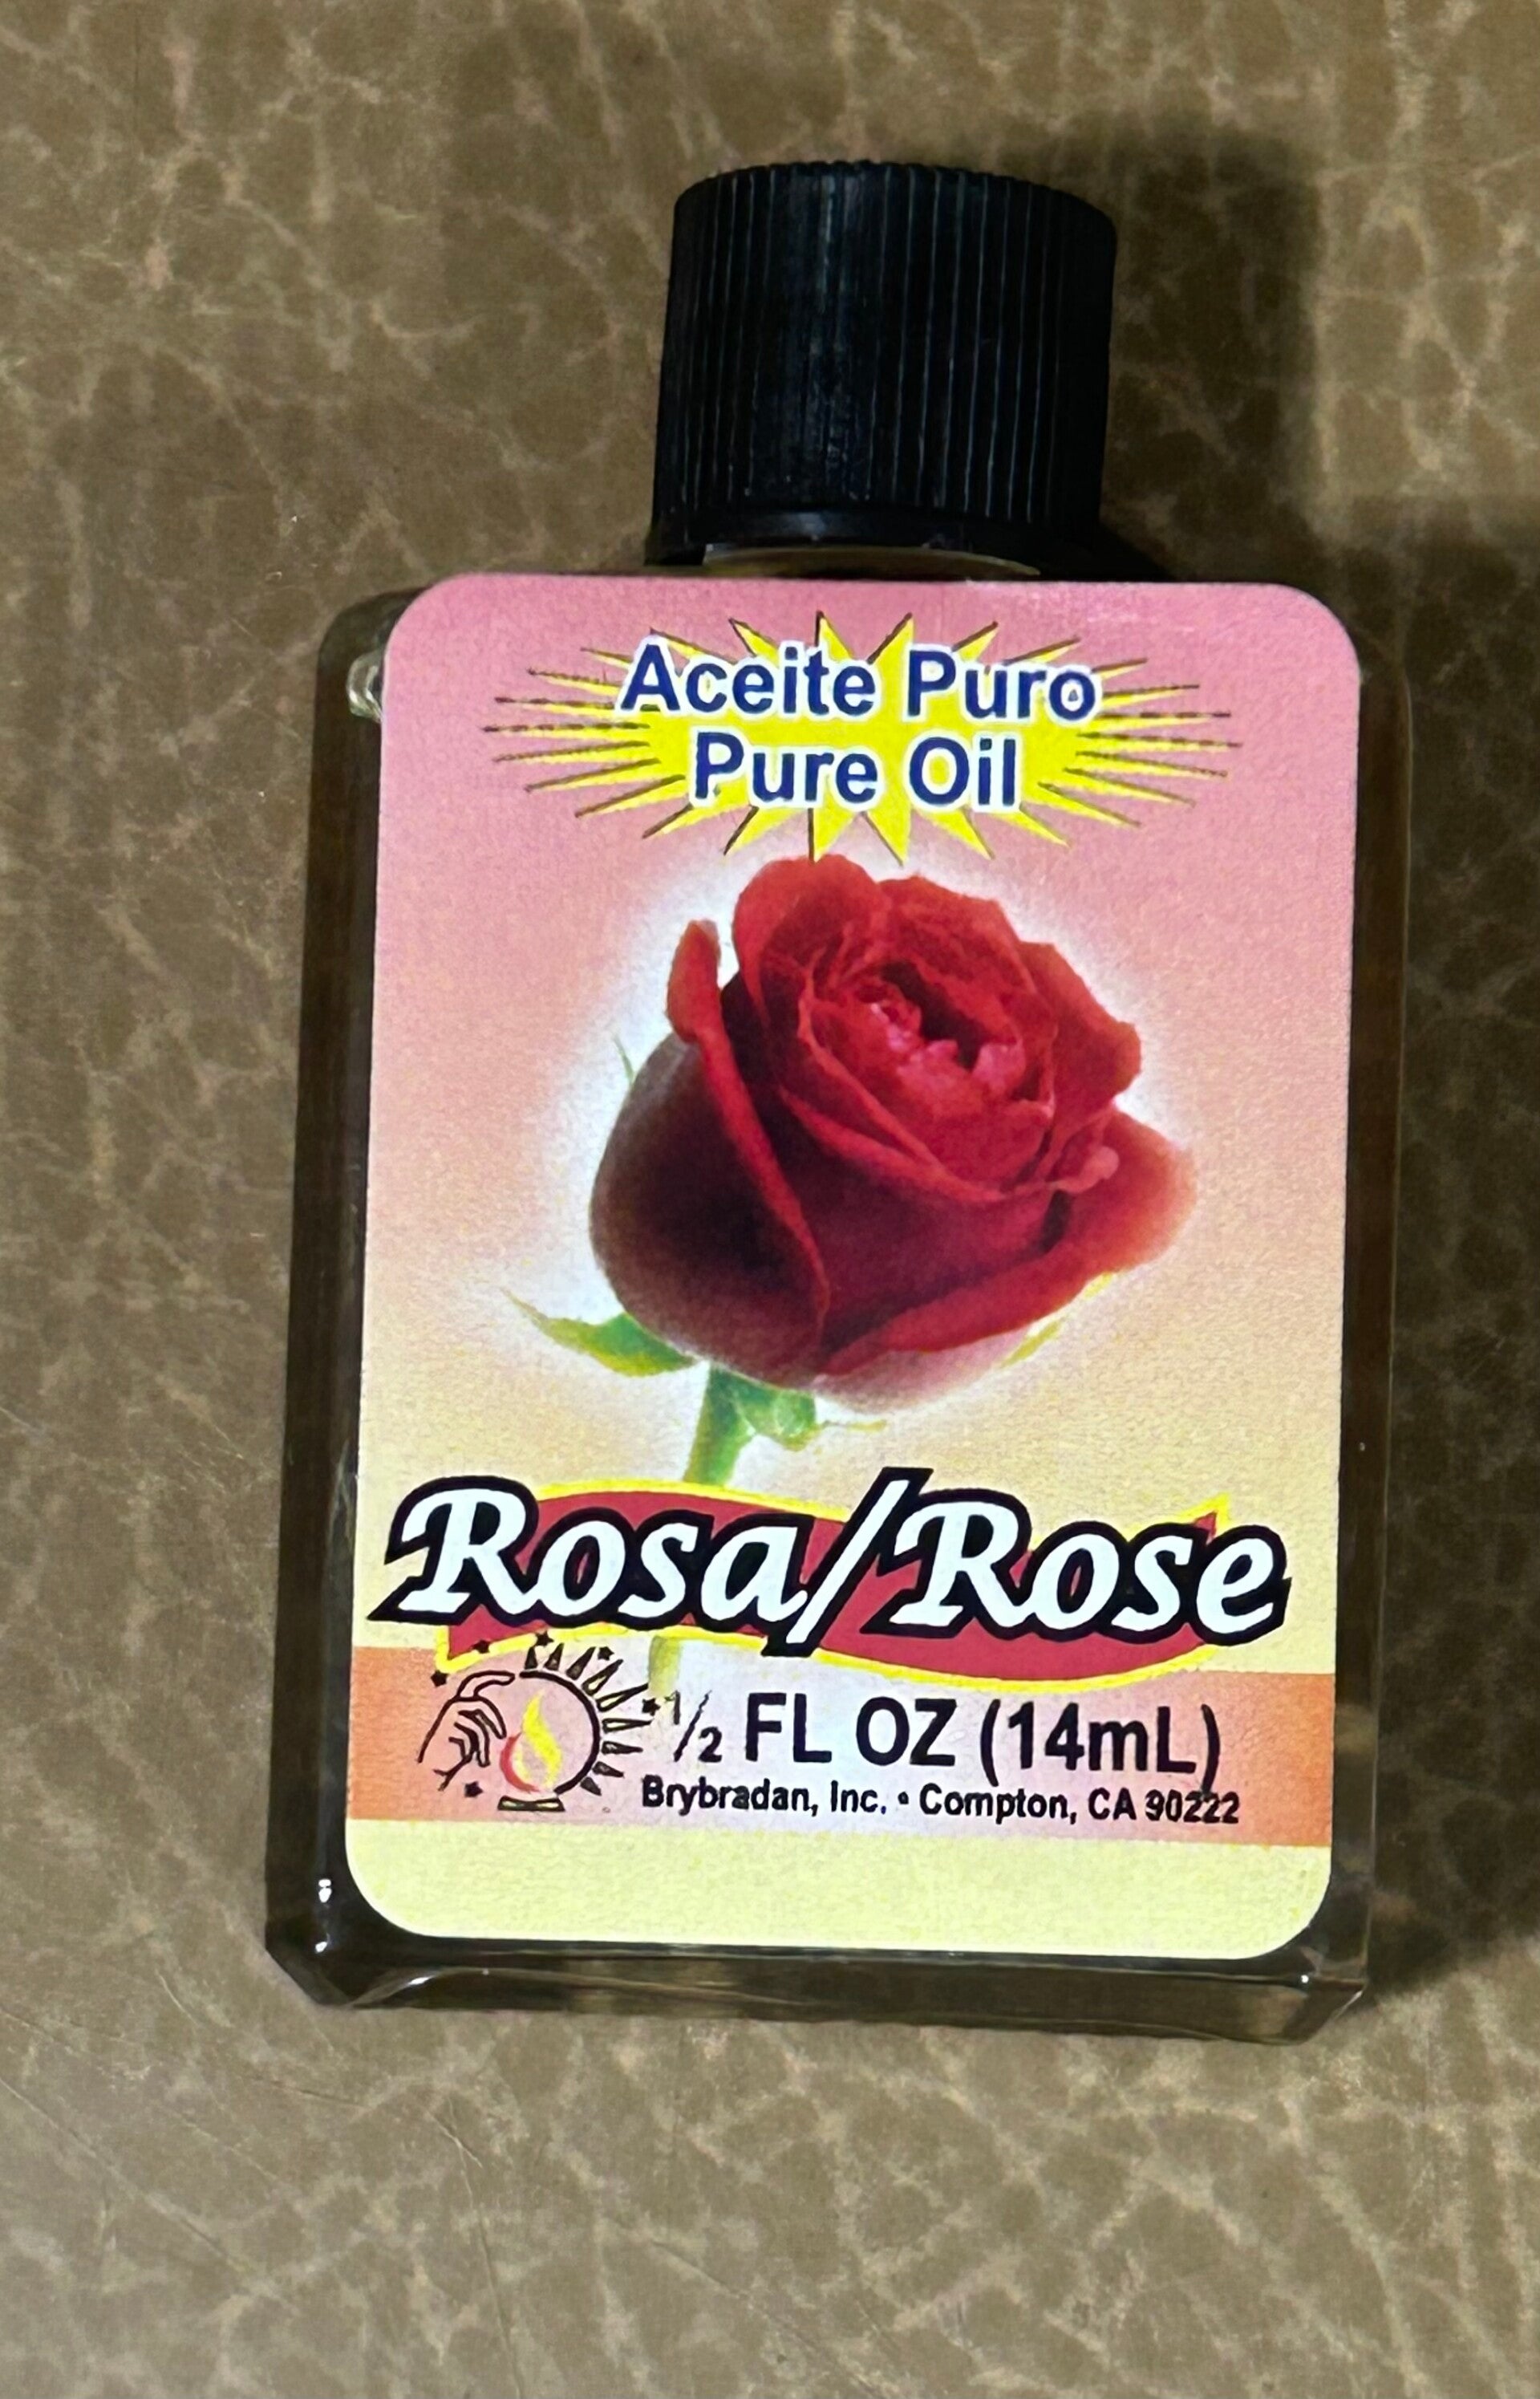 Aceite Puro
Pure Oil
Rosa/Rose
½ FL OZ (14mL)
Brybradan, Inc. • Compton, CA 90222